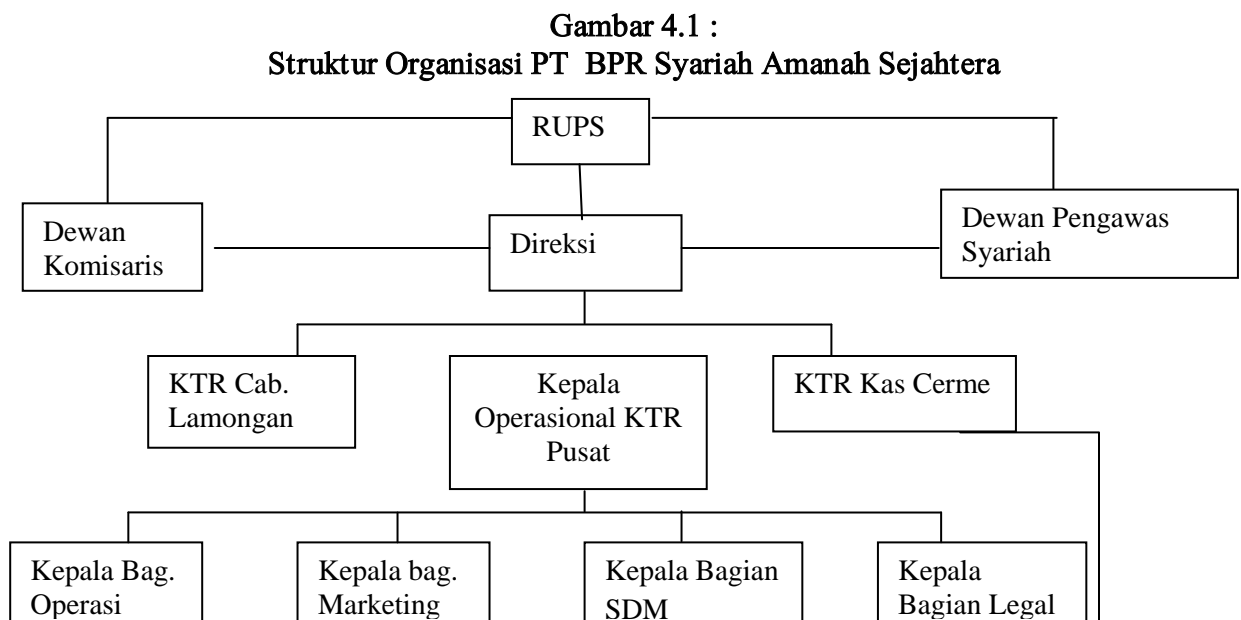 Gambar 4.1 :
Struktur Organisasi PT BPR Syariah Amanah Sejahtera
RUPS
Dewan
Komisaris
Direksi
Dewan Pengawas
Syariah
KTR Cab.
Lamongan
Kepala
Operasional KTR
Pusat
KTR Kas Cerme
Kepala Bag.
Operasi
Kepala bag.
Marketing
Kepala Bagian
SDM
Kepala
Bagian Legal